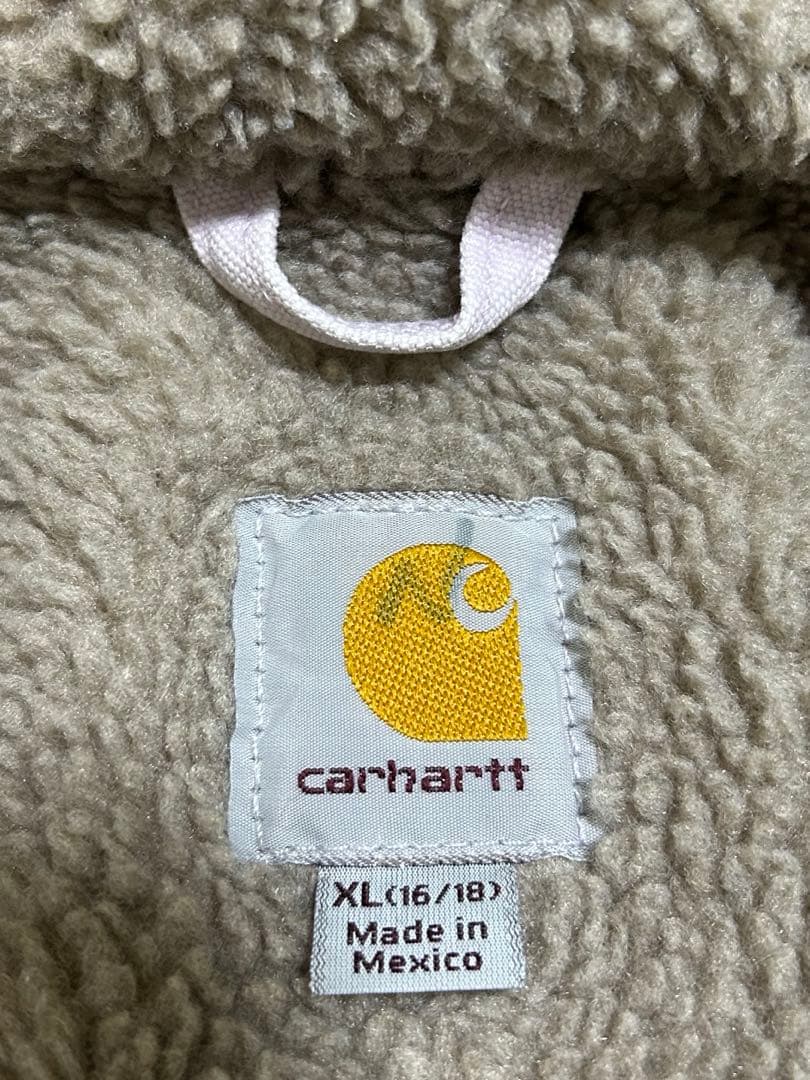 carhartt
XL(16/18)
Made in
Mexico